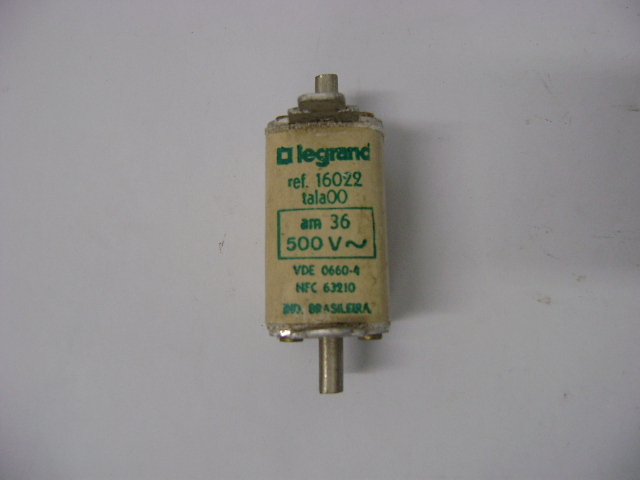 legrand
ref. 160-22
tala00
am 36
500 V~
VDE 0660-4
NFC 63210
IND. BRASILEIRA